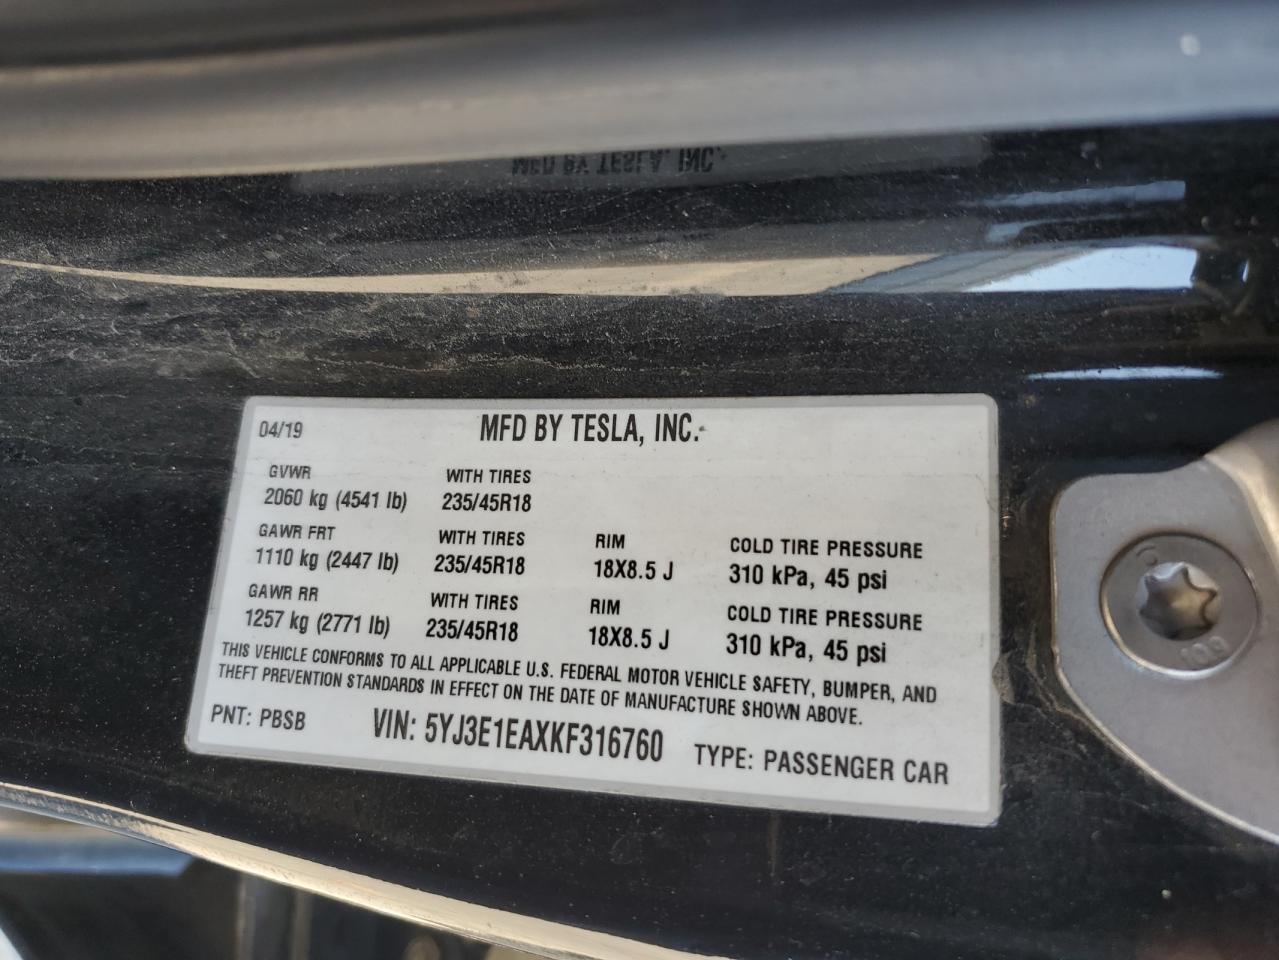 MFD BY TESLA, INC.
04/19 MFD BY TESLA, INC.
GVWR WITH TIRES
2060 kg (4541 lb) 235/45R18
GAWR FRT WITH TIRES RIM COLD TIRE PRESSURE
1110 kg (2447 lb) 235/45R18 18X8.5 J 310 kPa, 45 psi
GAWR RR WITH TIRES RIM COLD TIRE PRESSURE
1257 kg (2771 lb) 235/45R18 18X8.5 J 310 kPa, 45 psi
THIS VEHICLE CONFORMS TO ALL APPLICABLE U.S. FEDERAL MOTOR VEHICLE SAFETY, BUMPER, AND
THEFT PREVENTION STANDARDS IN EFFECT ON THE DATE OF MANUFACTURE SHOWN ABOVE.
PNT: PBSB VIN: 5YJ3E1EAXKF316760 TYPE: PASSENGER CAR